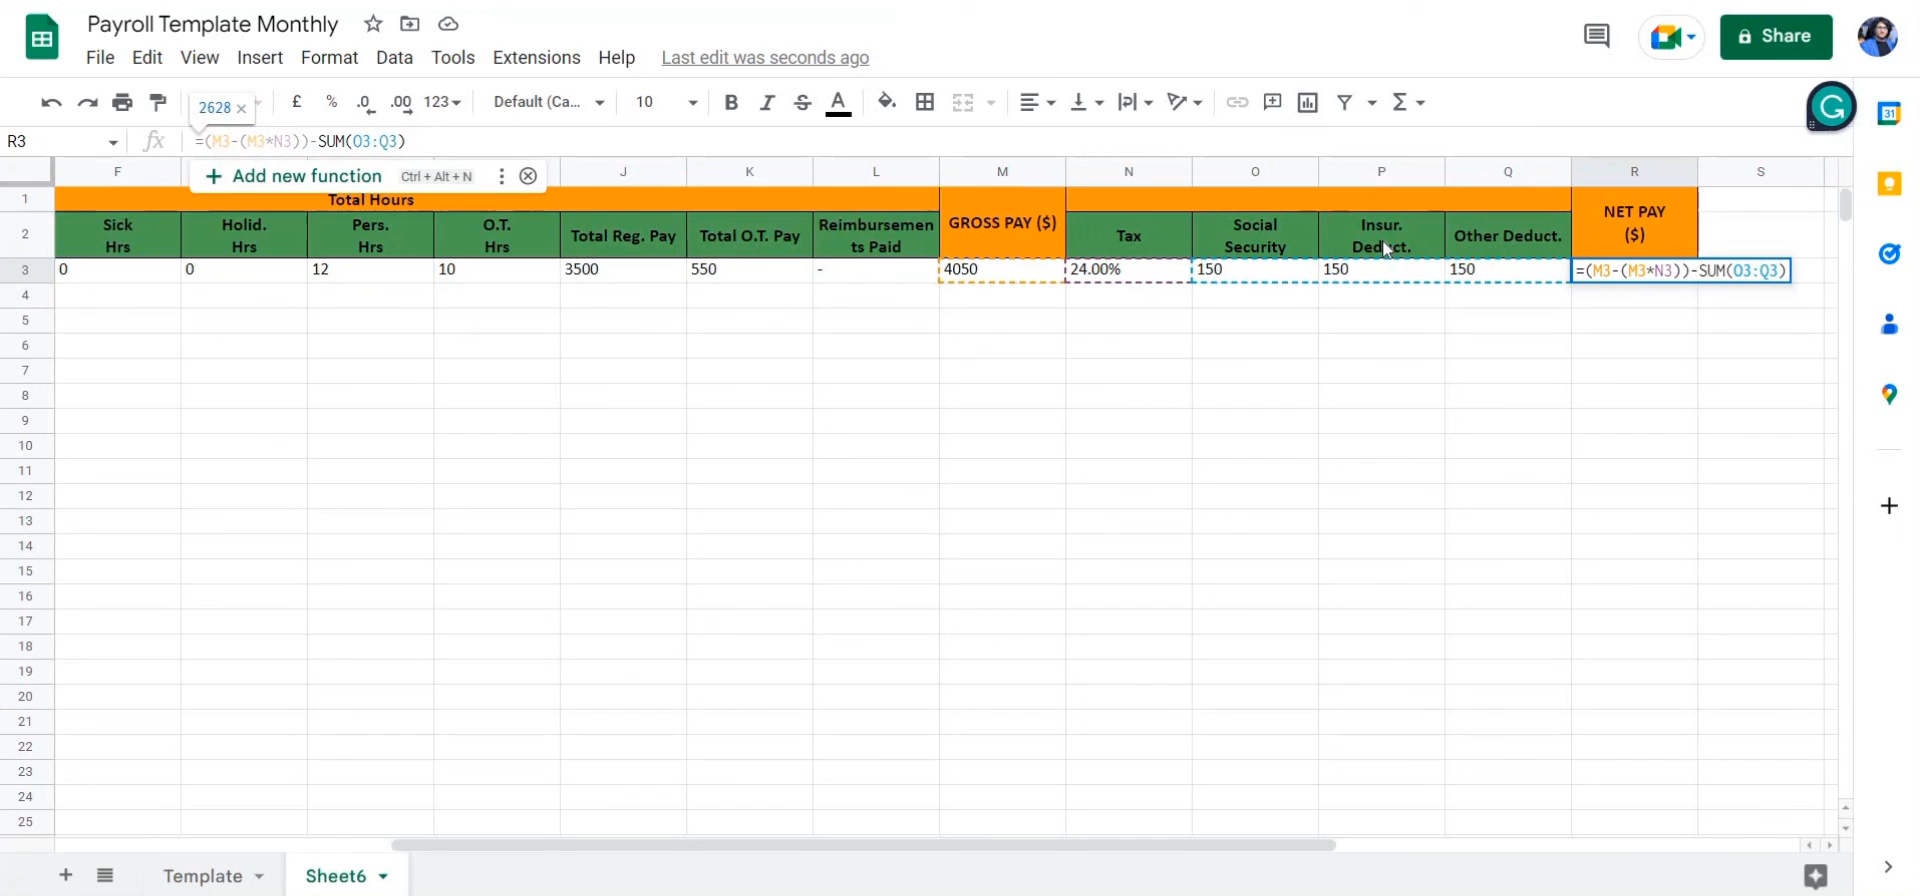 Payroll Template Monthly
File Edit View Insert Format Data Tools Extensions Help Last edit was seconds ago
Share
2628 ×
£ % .0 .00 123 Default (Ca... 10 B I S A
R3 fx =(M3-(M3*N3))-SUM(O3:Q3)
+ Add new function Ctrl + Alt + N
F J K L M N O P Q R S
1 Total Hours GROSS PAY ($) NET PAY ($)
2 Sick Hrs Holid. Hrs Pers. Hrs O.T. Hrs Total Reg. Pay Total O.T. Pay Reimbursements Paid Tax Social Security Insur. Deduct. Other Deduct.
3 0 0 12 10 3500 550 - 4050 24.00% 150 150 150 =(M3-(M3*N3))-SUM(O3:Q3)
4
5
6
7
8
9
10
11
12
13
14
15
16
17
18
19
20
21
22
23
24
25
31
Template Sheet6